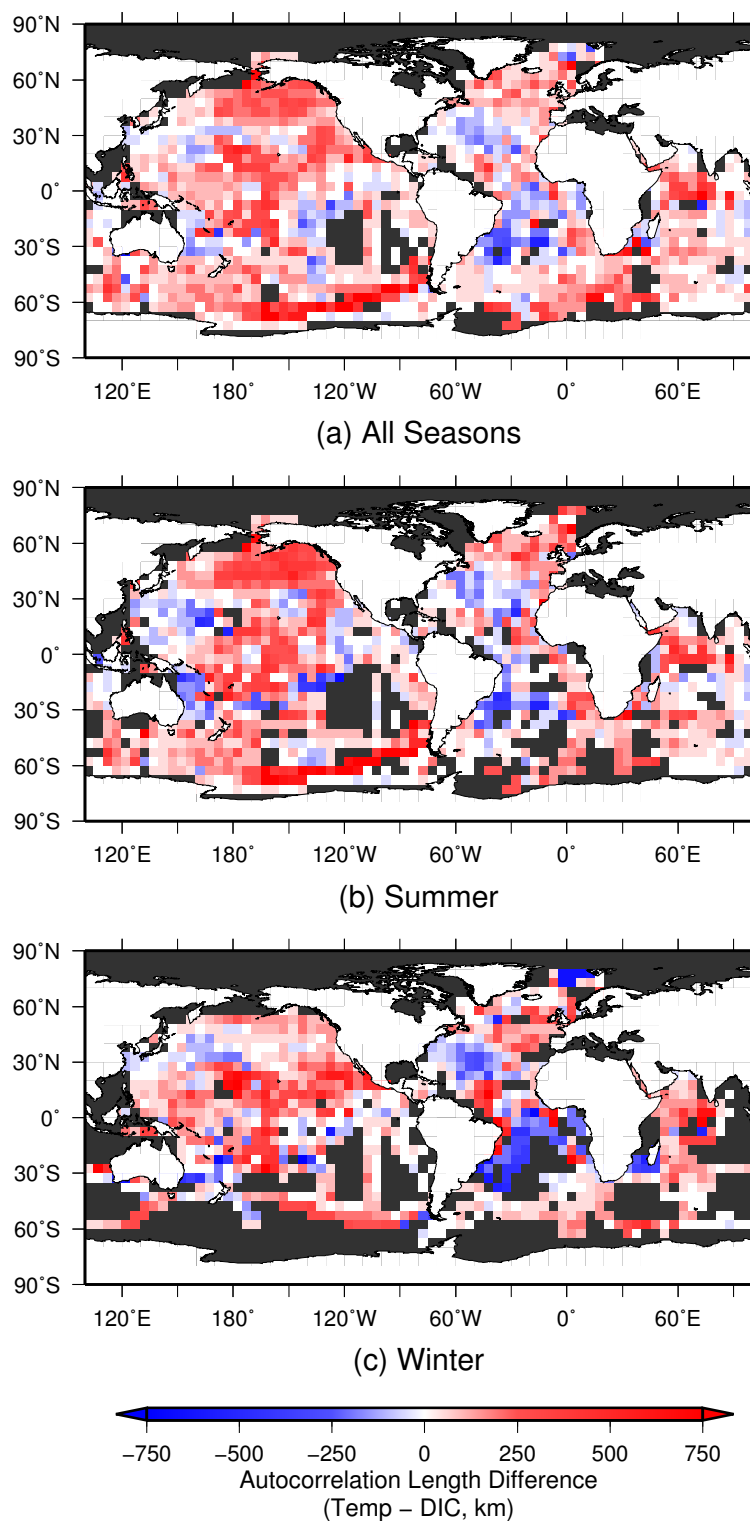 90˚N
60˚N
30˚N
0˚
30˚S
60˚S
90˚S
120˚E 180˚ 120˚W 60˚W 0˚ 60˚E
(a) All Seasons
90˚N
60˚N
30˚N
0˚
30˚S
60˚S
90˚S
120˚E 180˚ 120˚W 60˚W 0˚ 60˚E
(b) Summer
90˚N
60˚N
30˚N
0˚
30˚S
60˚S
90˚S
120˚E 180˚ 120˚W 60˚W 0˚ 60˚E
(c) Winter
−750 −500 −250 0 250 500 750
Autocorrelation Length Difference
(Temp − DIC, km)